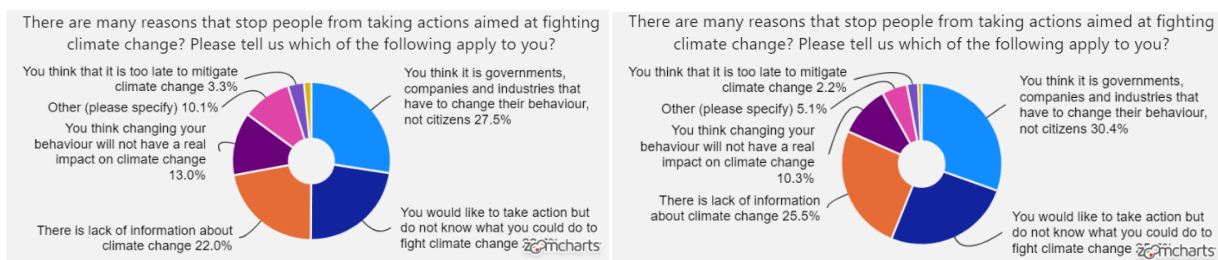 There are many reasons that stop people from taking actions aimed at fighting
climate change? Please tell us which of the following apply to you?
You think that it is too late to mitigate
climate change 3.3%
Other (please specify) 10.1%
You think changing your
behaviour will not have a real
impact on climate change
13.0%
There is lack of information about
climate change 22.0%
You think it is governments,
companies and industries that
have to change their behaviour,
not citizens 27.5%
You would like to take action but
do not know what you could do to
fight climate change
zoomcharts
There are many reasons that stop people from taking actions aimed at fighting
climate change? Please tell us which of the following apply to you?
You think that it is too late to mitigate
climate change 2.2%
Other (please specify) 5.1%
You think changing your
behaviour will not have a real
impact on climate change
10.3%
There is lack of information
about climate change 25.5%
You think it is governments,
companies and industries that
have to change their behaviour,
not citizens 30.4%
You would like to take action but
do not know what you could do to
fight climate change
zoomcharts